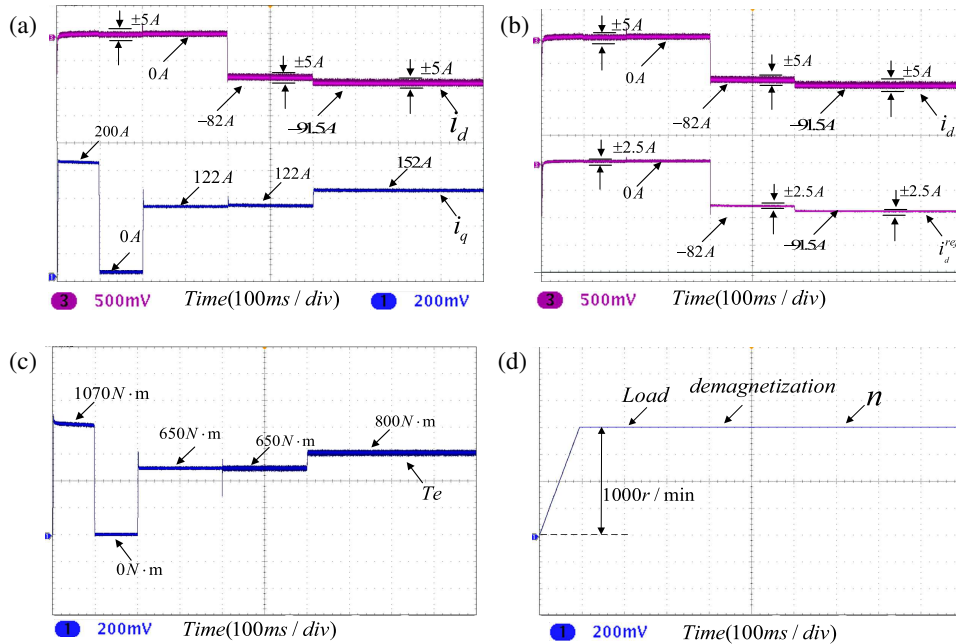 (a)
±5A
0A
±5A
±5A
−82A
−91.5A
i_d
200A
122A
122A
152A
0A
i_q
3 500mV Time(100ms / div) 1 200mV
(b)
±5A
0A
±5A
±5A
−82A
−91.5A
i_d
±2.5A
0A
±2.5A
±2.5A
−82A
−91.5A
3 500mV Time(100ms / div)
(c)
1070N·m
650N·m
650N·m
800N·m
Te
0N·m
1 200mV Time(100ms / div)
(d)
Load
demagnetization
n
1000r / min
1 200mV Time(100ms / div)